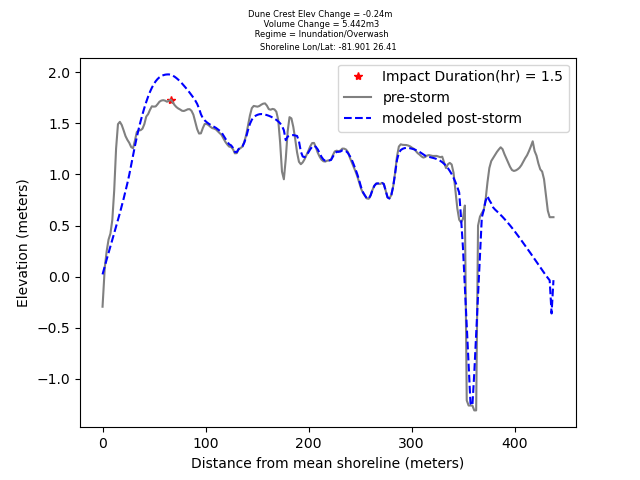 Dune Crest Elev Change = -0.24m
Volume Change = 5.442m3
Regime = Inundation/Overwash
Shoreline Lon/Lat: -81.901 26.41
Impact Duration(hr) = 1.5
pre-storm
modeled post-storm
2.0
1.5
1.0
0.5
0.0
−0.5
−1.0
Elevation (meters)
0
100
200
300
400
Distance from mean shoreline (meters)